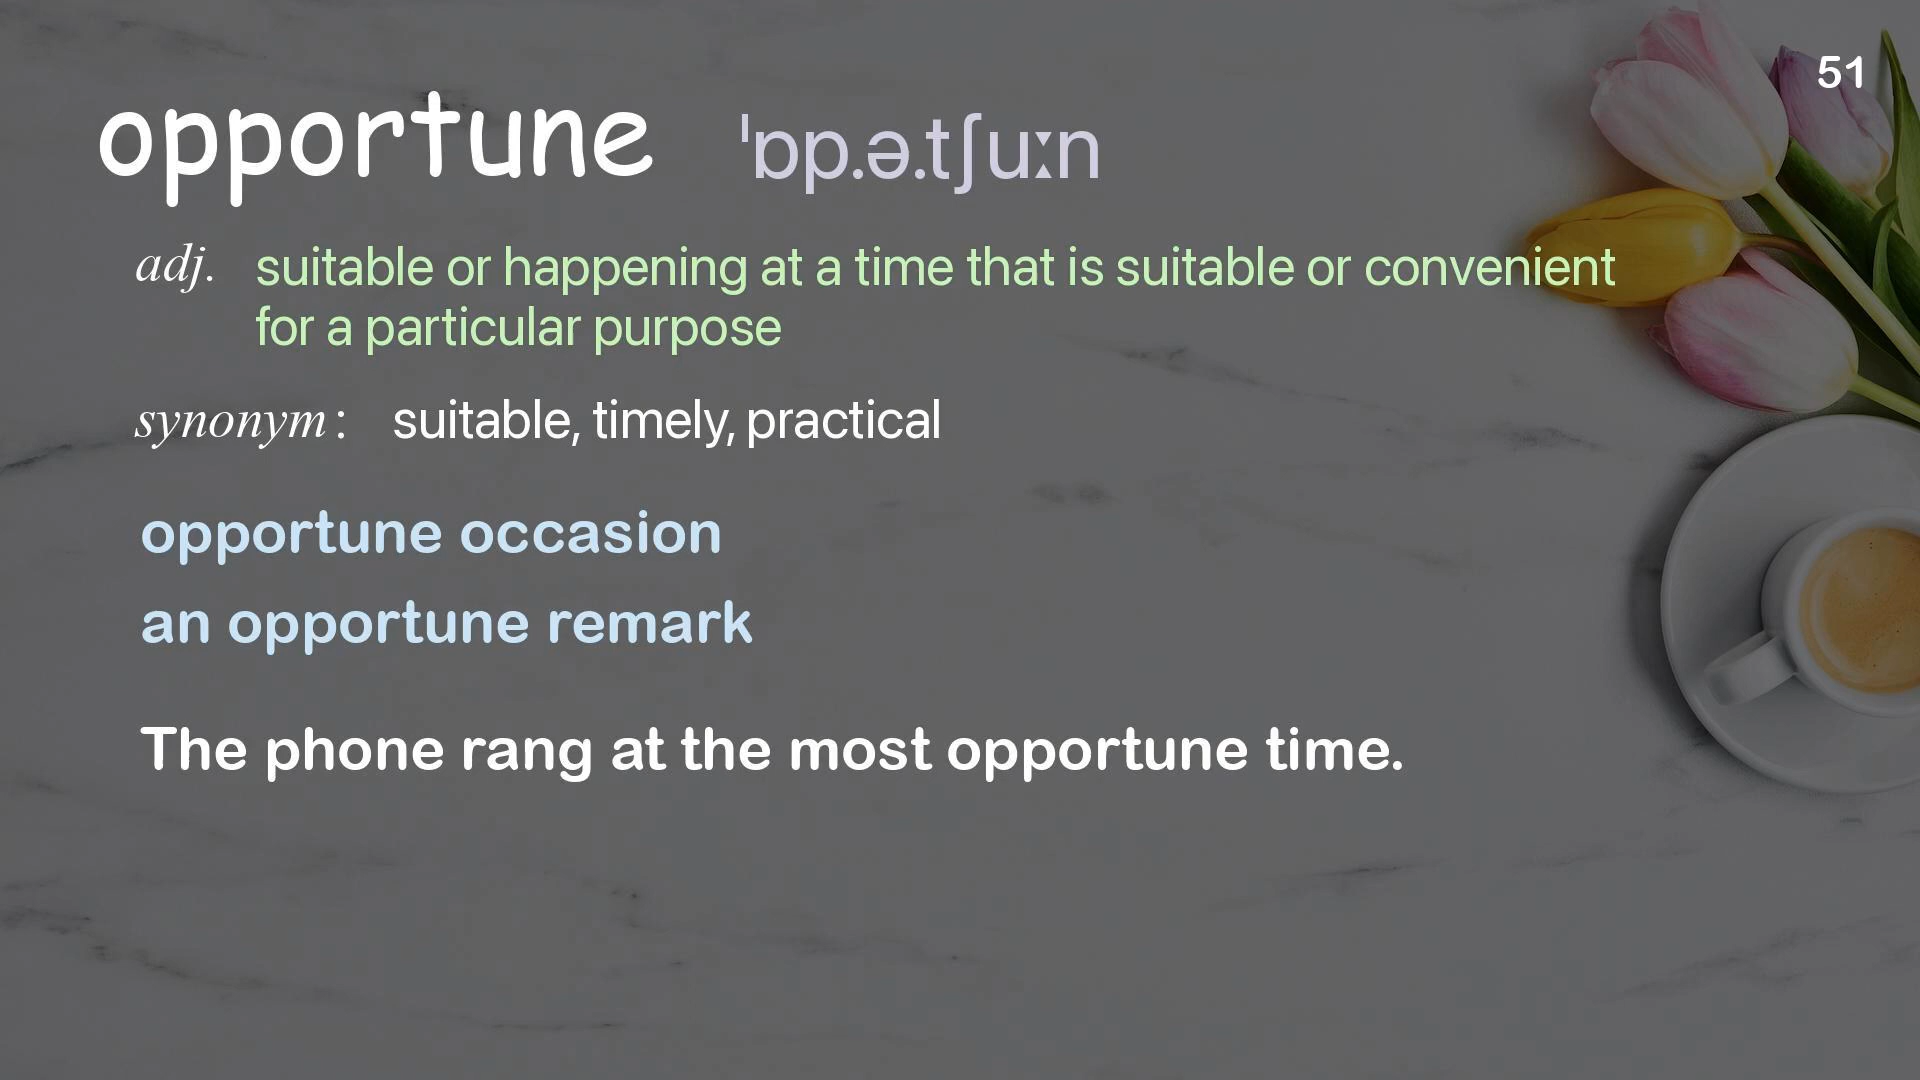 51
opportune ˈɒp.ə.tʃuːn
adj. suitable or happening at a time that is suitable or convenient
for a particular purpose
synonym: suitable, timely, practical
opportune occasion
an opportune remark
The phone rang at the most opportune time.